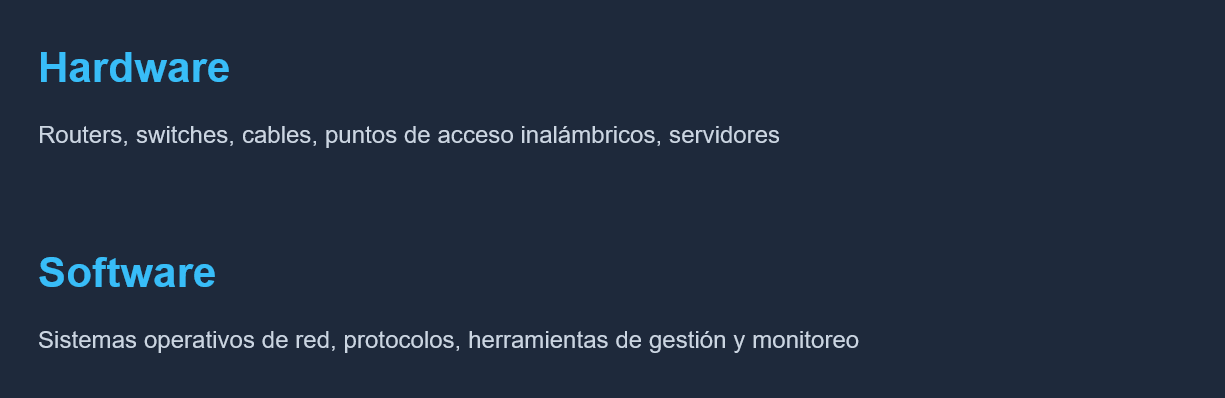 Hardware
Routers, switches, cables, puntos de acceso inalámbricos, servidores
Software
Sistemas operativos de red, protocolos, herramientas de gestión y monitoreo